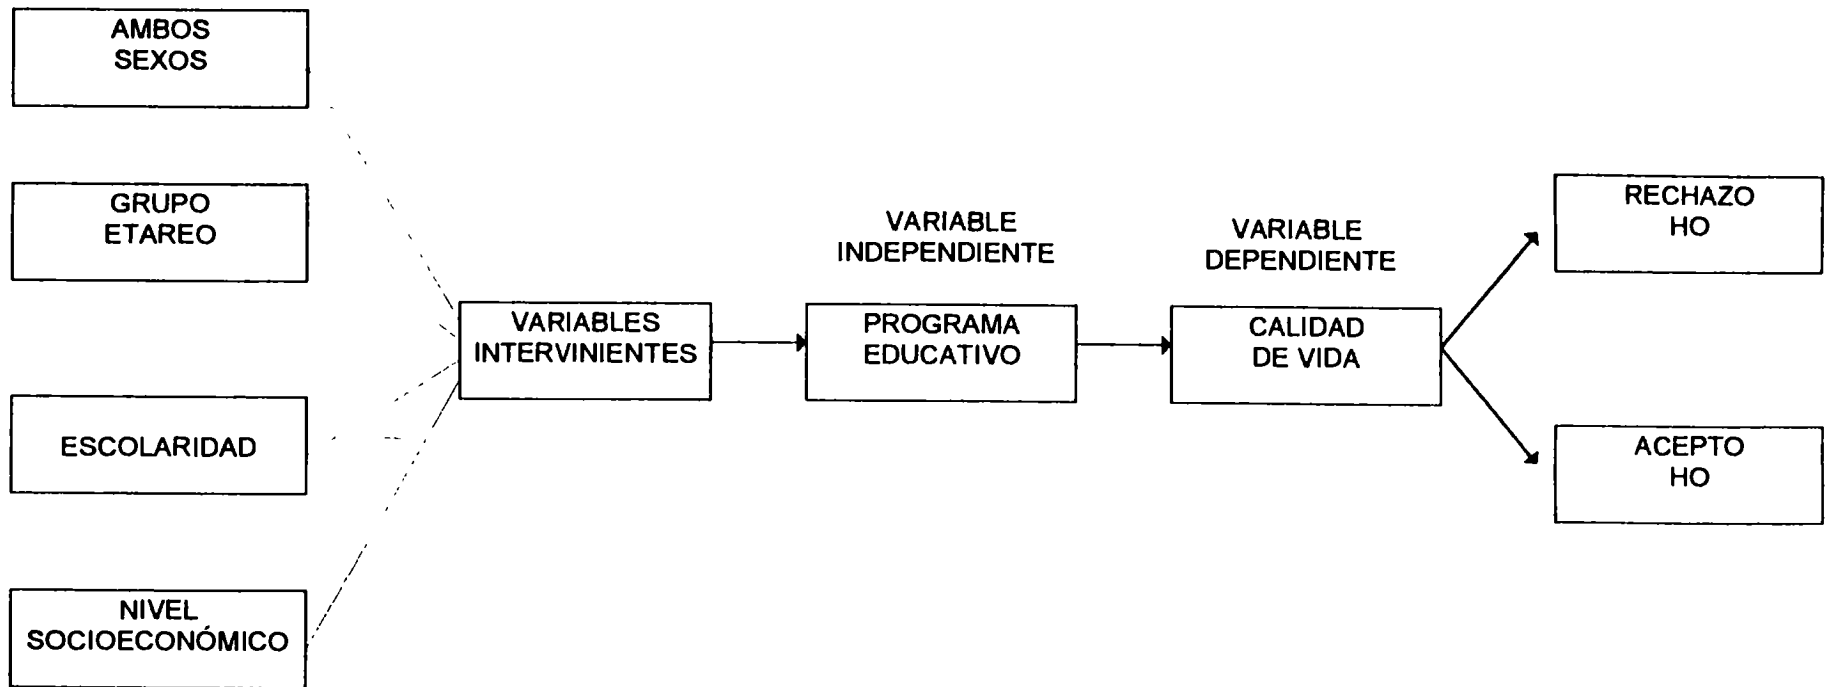 AMBOS
SEXOS
GRUPO
ETAREO
ESCOLARIDAD
NIVEL
SOCIOECONÓMICO
VARIABLES
INTERVINIENTES
VARIABLE
INDEPENDIENTE
PROGRAMA
EDUCATIVO
VARIABLE
DEPENDIENTE
CALIDAD
DE VIDA
RECHAZO
HO
ACEPTO
HO